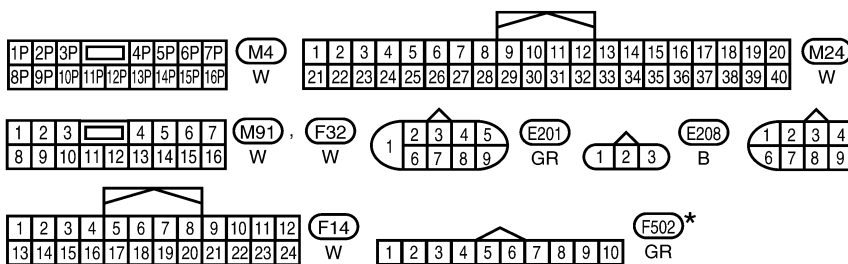 1P 2P 3P 4P 5P 6P 7P M4 1 2 3 4 5 6 7 8 9 10 11 12 13 14 15 16 17 18 19 20 M24
8P 9P 10P 11P 12P 13P 14P 15P 16P W 21 22 23 24 25 26 27 28 29 30 31 32 33 34 35 36 37 38 39 40 W
1 2 3 4 5 6 7 M91 , F32 1 2 3 4 5 E201 1 2 3 E208 1 2 3 4
8 9 10 11 12 13 14 15 16 W W 6 7 8 9 GR B 6 7 8 9
1 2 3 4 5 6 7 8 9 10 11 12 F14 F502 *
13 14 15 16 17 18 19 20 21 22 23 24 W 1 2 3 4 5 6 7 8 9 10 GR